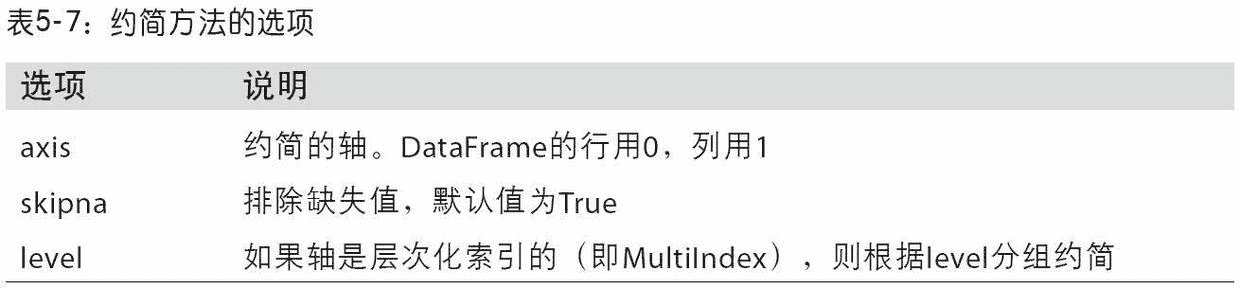 表5-7：约简方法的选项
选项 说明
axis 约简的轴。DataFrame的行用0，列用1
skipna 排除缺失值，默认值为True
level 如果轴是层次化索引的（即MultiIndex），则根据level分组约简